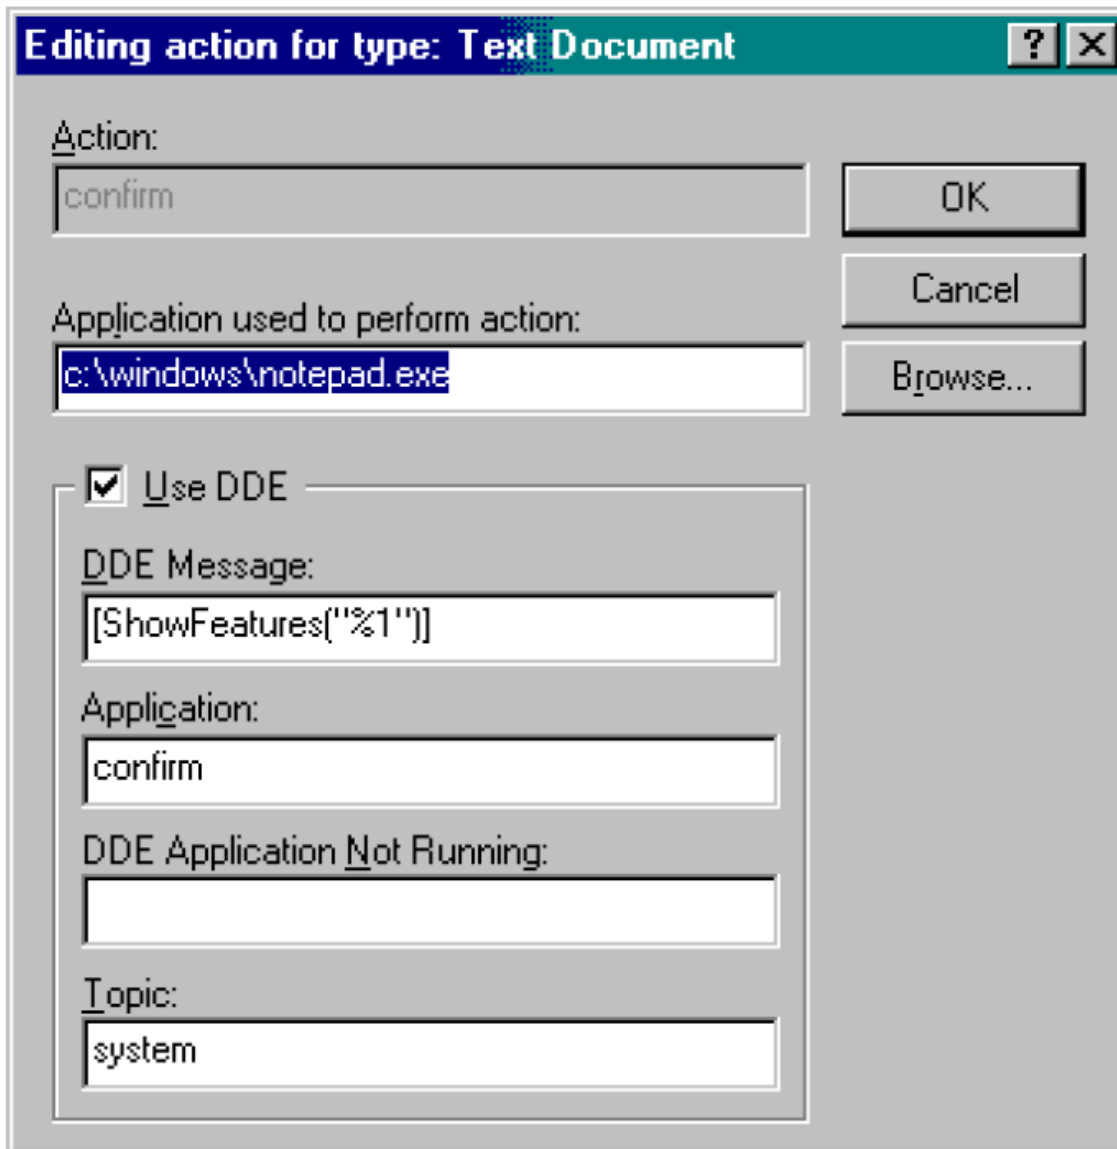 Editing action for type: Text Document
Action:
confirm
OK
Cancel
Application used to perform action:
c:\windows\notepad.exe
Browse...
Use DDE
DDE Message:
[ShowFeatures("%1")]
Application:
confirm
DDE Application Not Running:
Topic:
system